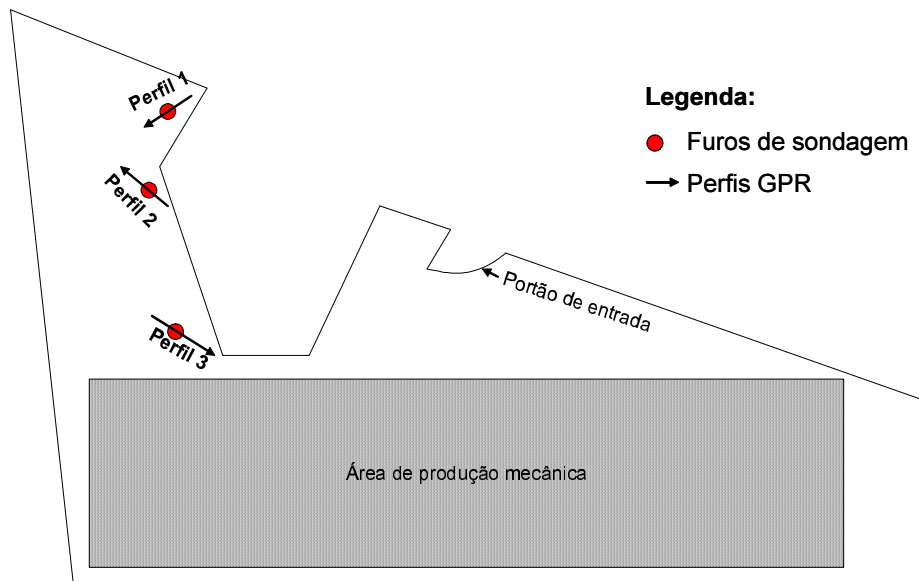 Perfil 1
Legenda:
Furos de sondagem
Perfis GPR
Perfil 2
Portão de entrada
Perfil 3
Área de produção mecânica